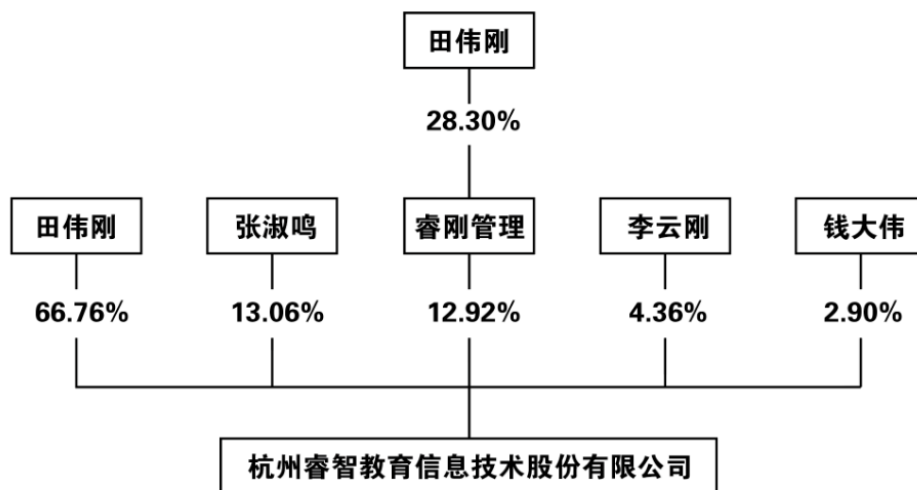 田伟刚
28.30%
田伟刚
张淑鸣
睿刚管理
李云刚
钱大伟
66.76%
13.06%
12.92%
4.36%
2.90%
杭州睿智教育信息技术股份有限公司